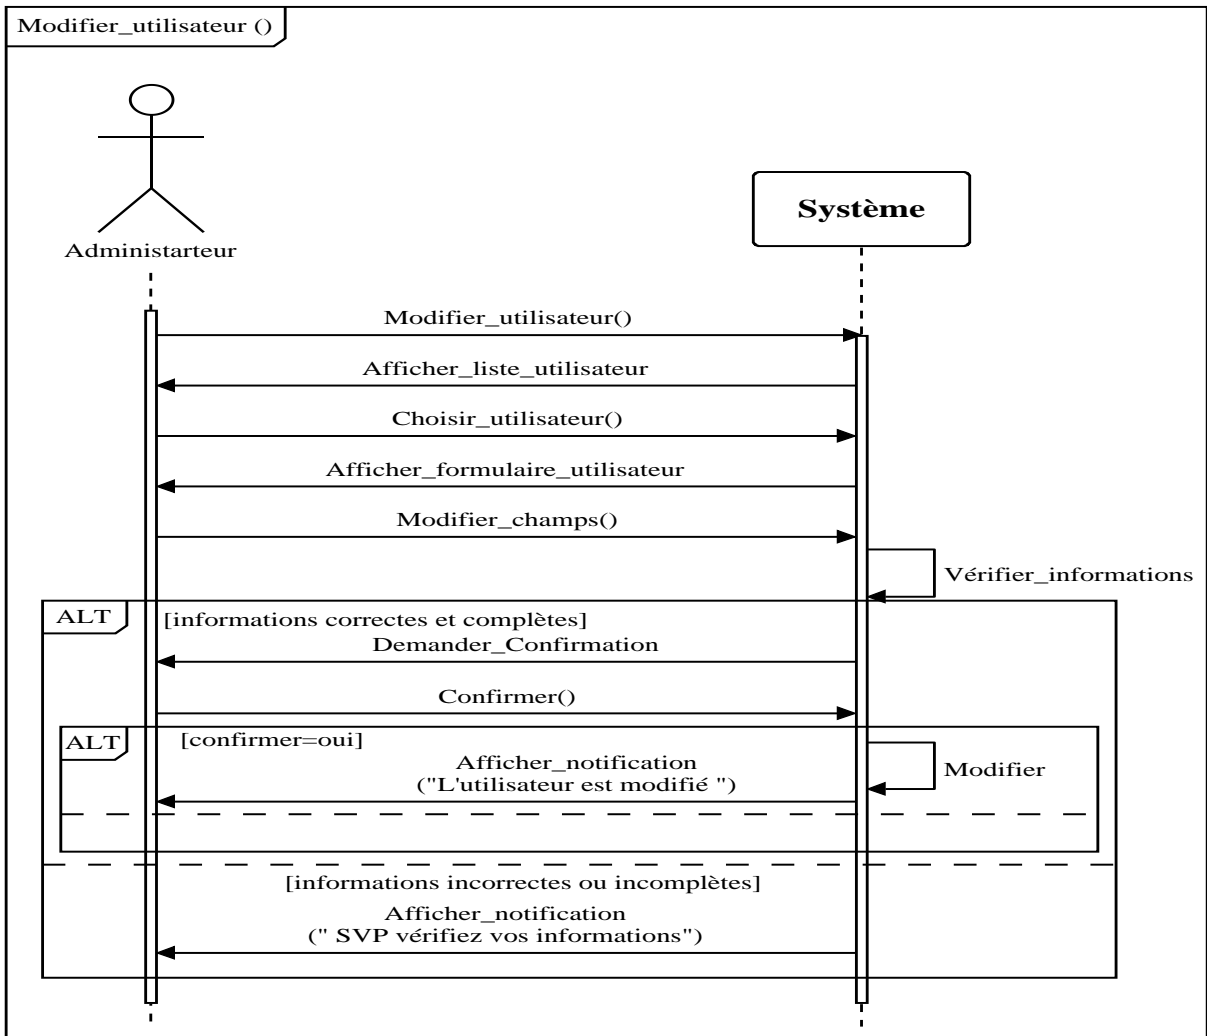 Modifier_utilisateur ()
Système
Administarteur
Modifier_utilisateur()
Afficher_liste_utilisateur
Choisir_utilisateur()
Afficher_formulaire_utilisateur
Modifier_champs()
Vérifier_informations
ALT
[informations correctes et complètes]
Demander_Confirmation
Confirmer()
ALT
[confirmer=oui]
Afficher_notification
("L'utilisateur est modifié ")
Modifier
[informations incorrectes ou incomplètes]
Afficher_notification
(" SVP vérifiez vos informations")